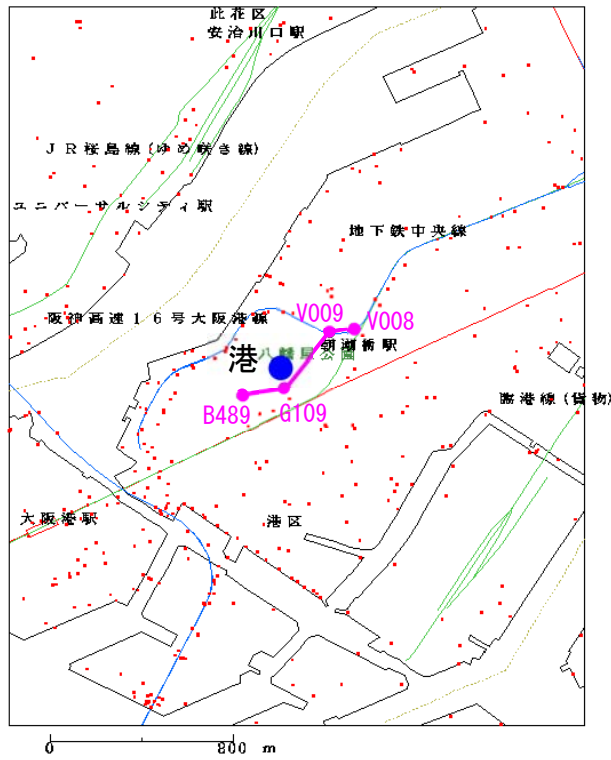 此花区
安治川口駅
JR桜島線(ゆめ咲き線)
ユニバーサルシティ駅
地下鉄中央線
阪神高速16号大阪港線
V009
V008
朝潮橋駅
港
八幡屋公園
B489
G109
臨港線(貨物)
大阪港駅
港区
0 800 m